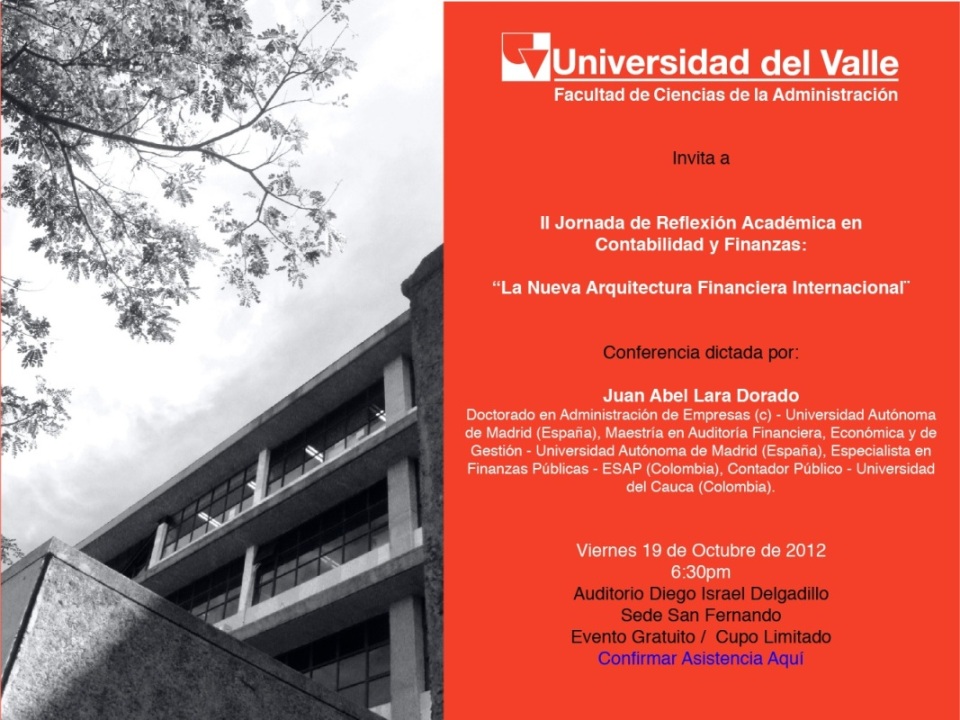 Universidad del Valle
Facultad de Ciencias de la Administración
Invita a
II Jornada de Reflexión Académica en
Contabilidad y Finanzas:
“La Nueva Arquitectura Financiera Internacional¨
Conferencia dictada por:
Juan Abel Lara Dorado
Doctorado en Administración de Empresas (c) - Universidad Autónoma
de Madrid (España), Maestría en Auditoría Financiera, Económica y de
Gestión - Universidad Autónoma de Madrid (España), Especialista en
Finanzas Públicas - ESAP (Colombia), Contador Público - Universidad
del Cauca (Colombia).
Viernes 19 de Octubre de 2012
6:30pm
Auditorio Diego Israel Delgadillo
Sede San Fernando
Evento Gratuito / Cupo Limitado
Confirmar Asistencia Aquí